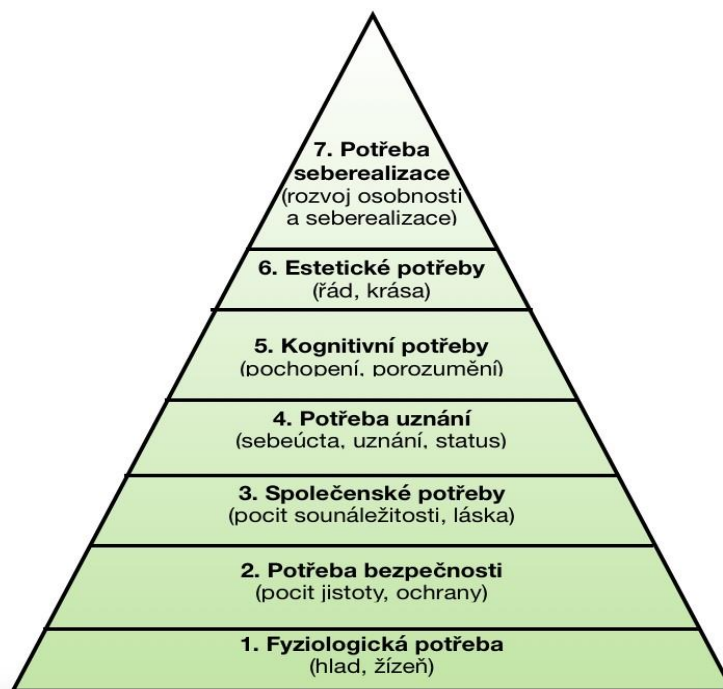 7. Potřeba
seberealizace
(rozvoj osobnosti
a seberealizace)
6. Estetické potřeby
(řád, krása)
5. Kognitivní potřeby
(pochopení, porozumění)
4. Potřeba uznání
(sebeúcta, uznání, status)
3. Společenské potřeby
(pocit sounáležitosti, láska)
2. Potřeba bezpečnosti
(pocit jistoty, ochrany)
1. Fyziologická potřeba
(hlad, žízeň)